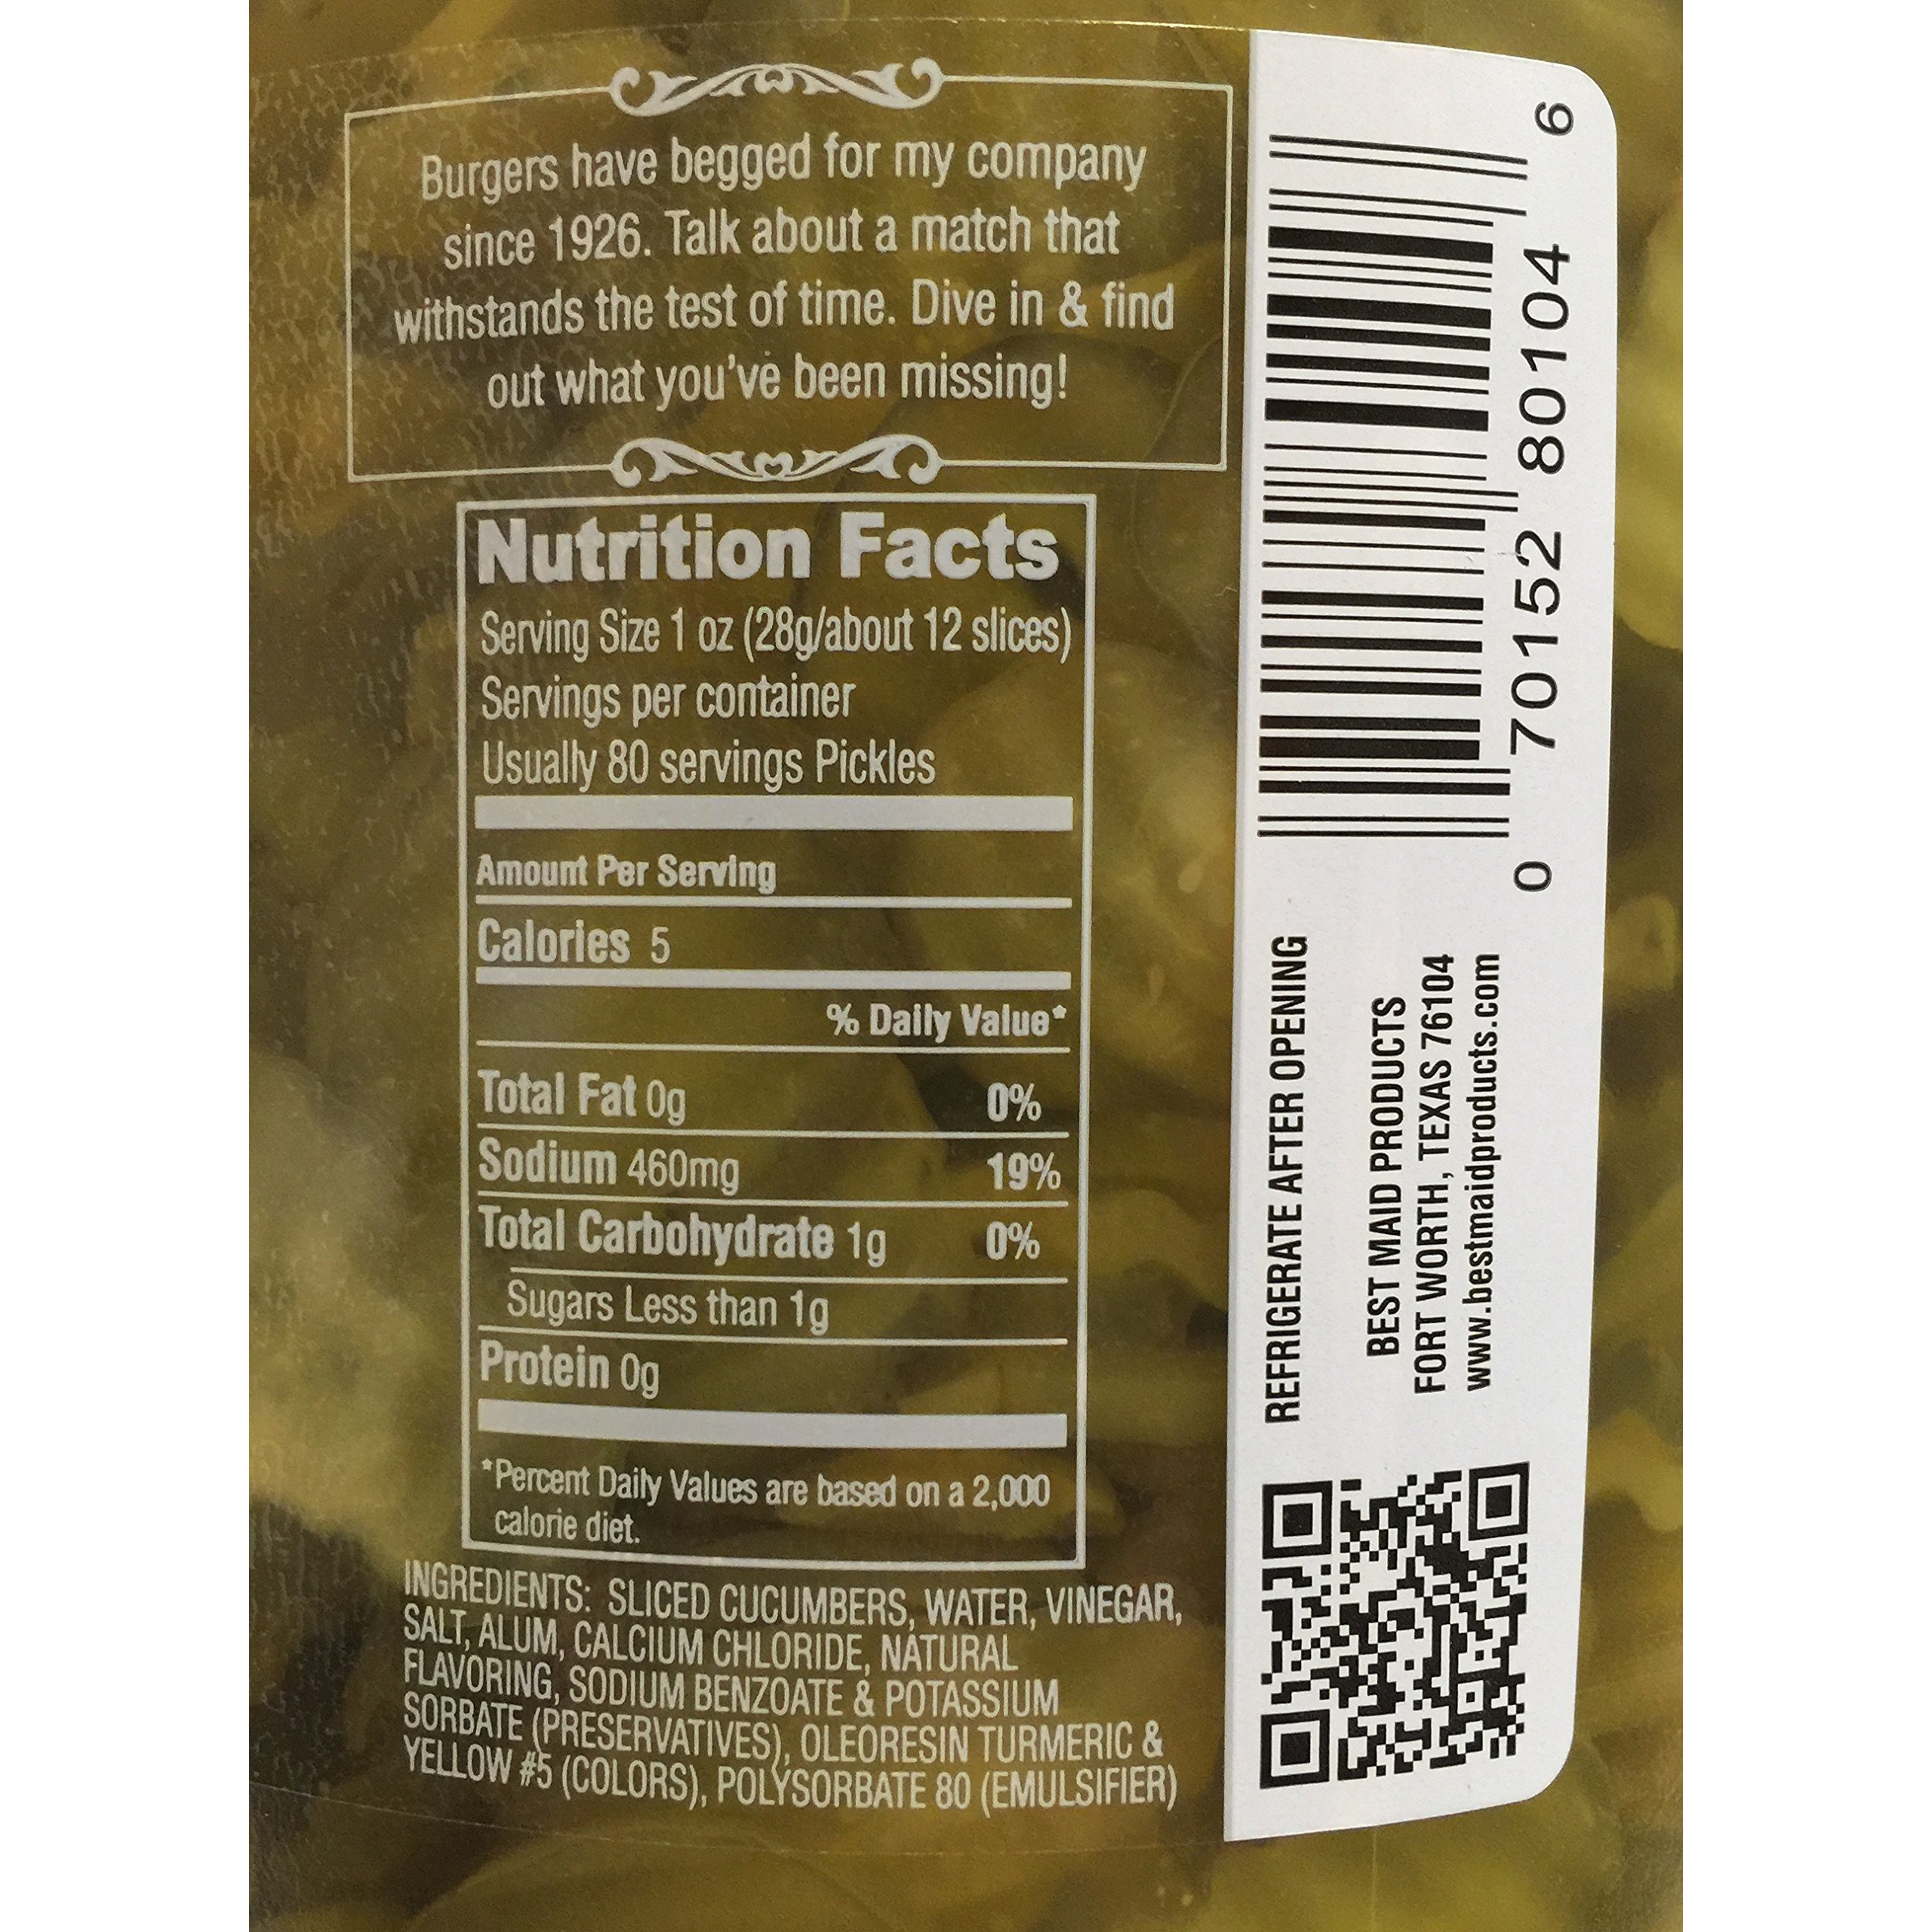 Burgers have begged for my company
since 1926. Talk about a match that
withstands the test of time. Dive in & find
out what you've been missing!
Nutrition Facts
Serving Size 1 oz (28g/about 12 slices)
Servings per container
Usually 80 servings Pickles
Amount Per Serving
Calories 5
% Daily Value*
Total Fat 0g 0%
Sodium 460mg 19%
Total Carbohydrate 1g 0%
Sugars Less than 1g
Protein 0g
*Percent Daily Values are based on a 2,000
calorie diet.
INGREDIENTS: SLICED CUCUMBERS, WATER, VINEGAR,
SALT, ALUM, CALCIUM CHLORIDE, NATURAL
FLAVORING, SODIUM BENZOATE & POTASSIUM
SORBATE (PRESERVATIVES), OLEORESIN TURMERIC &
YELLOW #5 (COLORS), POLYSORBATE 80 (EMULSIFIER)
REFRIGERATE AFTER OPENING
BEST MAID PRODUCTS
FORT WORTH, TEXAS 76104
www.bestmaidproducts.com
0 70152 80104 6